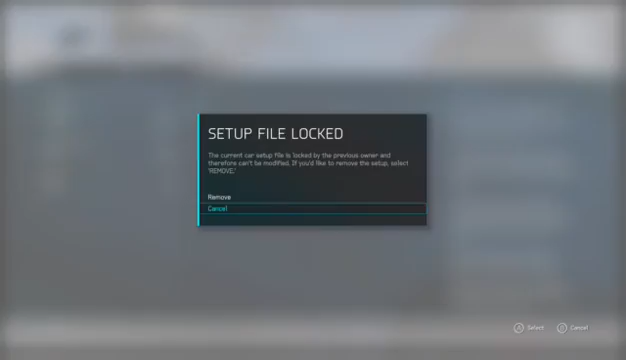 SETUP FILE LOCKED
The current car setup file is locked by the previous owner and
therefore can't be modified. If you'd like to remove the setup, select
'REMOVE.'
Remove
Cancel
A Select B Cancel